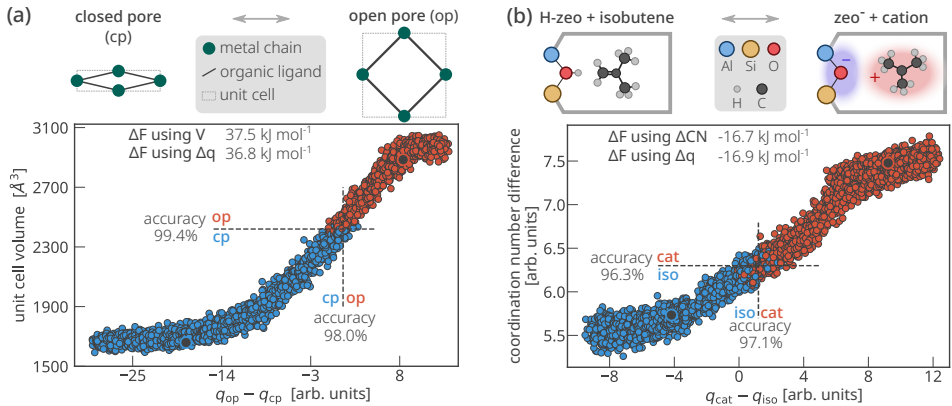 (a)
closed pore
(cp)
open pore (op)
metal chain
organic ligand
unit cell
ΔF using V 37.5 kJ mol⁻¹
ΔF using Δq 36.8 kJ mol⁻¹
accuracy
99.4%
op
cp
cp op
accuracy
98.0%
3100
2700
2300
1900
1500
unit cell volume [Å³]
−25
−14
−3
8
q_op − q_cp [arb. units]
(b)
H-zeo + isobutene
zeo⁻ + cation
Al Si O
H C
−
+
ΔF using ΔCN -16.7 kJ mol⁻¹
ΔF using Δq -16.9 kJ mol⁻¹
accuracy
96.3%
cat
iso
iso cat
accuracy
97.1%
7.5
7.0
6.5
6.0
5.5
coordination number difference
[arb. units]
−8
−4
0
4
8
12
q_cat − q_iso [arb. units]